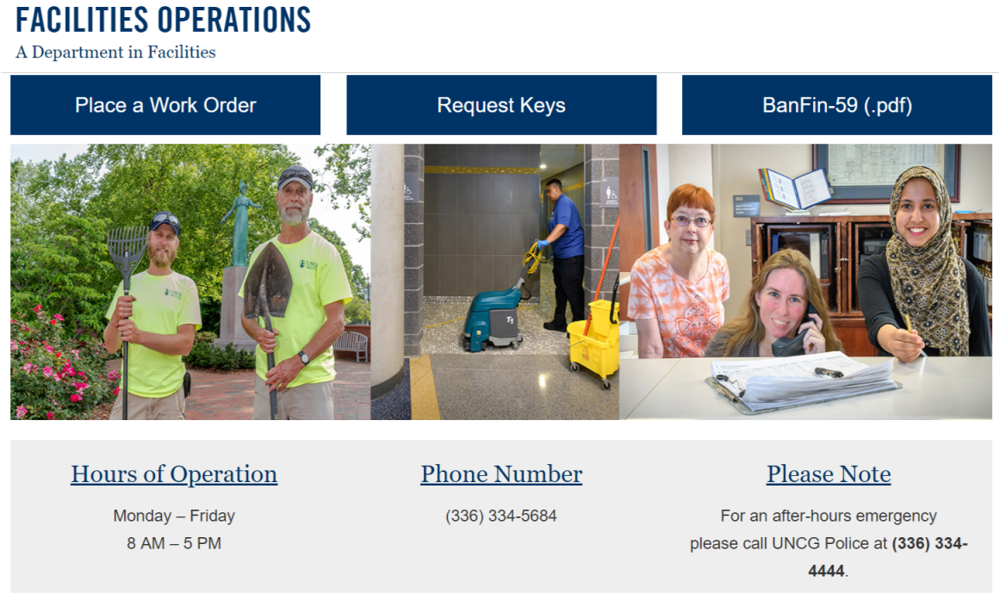 FACILITIES OPERATIONS
A Department in Facilities
Place a Work Order
Request Keys
BanFin-59 (.pdf)
UNCG
T1
Hours of Operation
Monday – Friday
8 AM – 5 PM
Phone Number
(336) 334-5684
Please Note
For an after-hours emergency
please call UNCG Police at (336) 334-
4444.